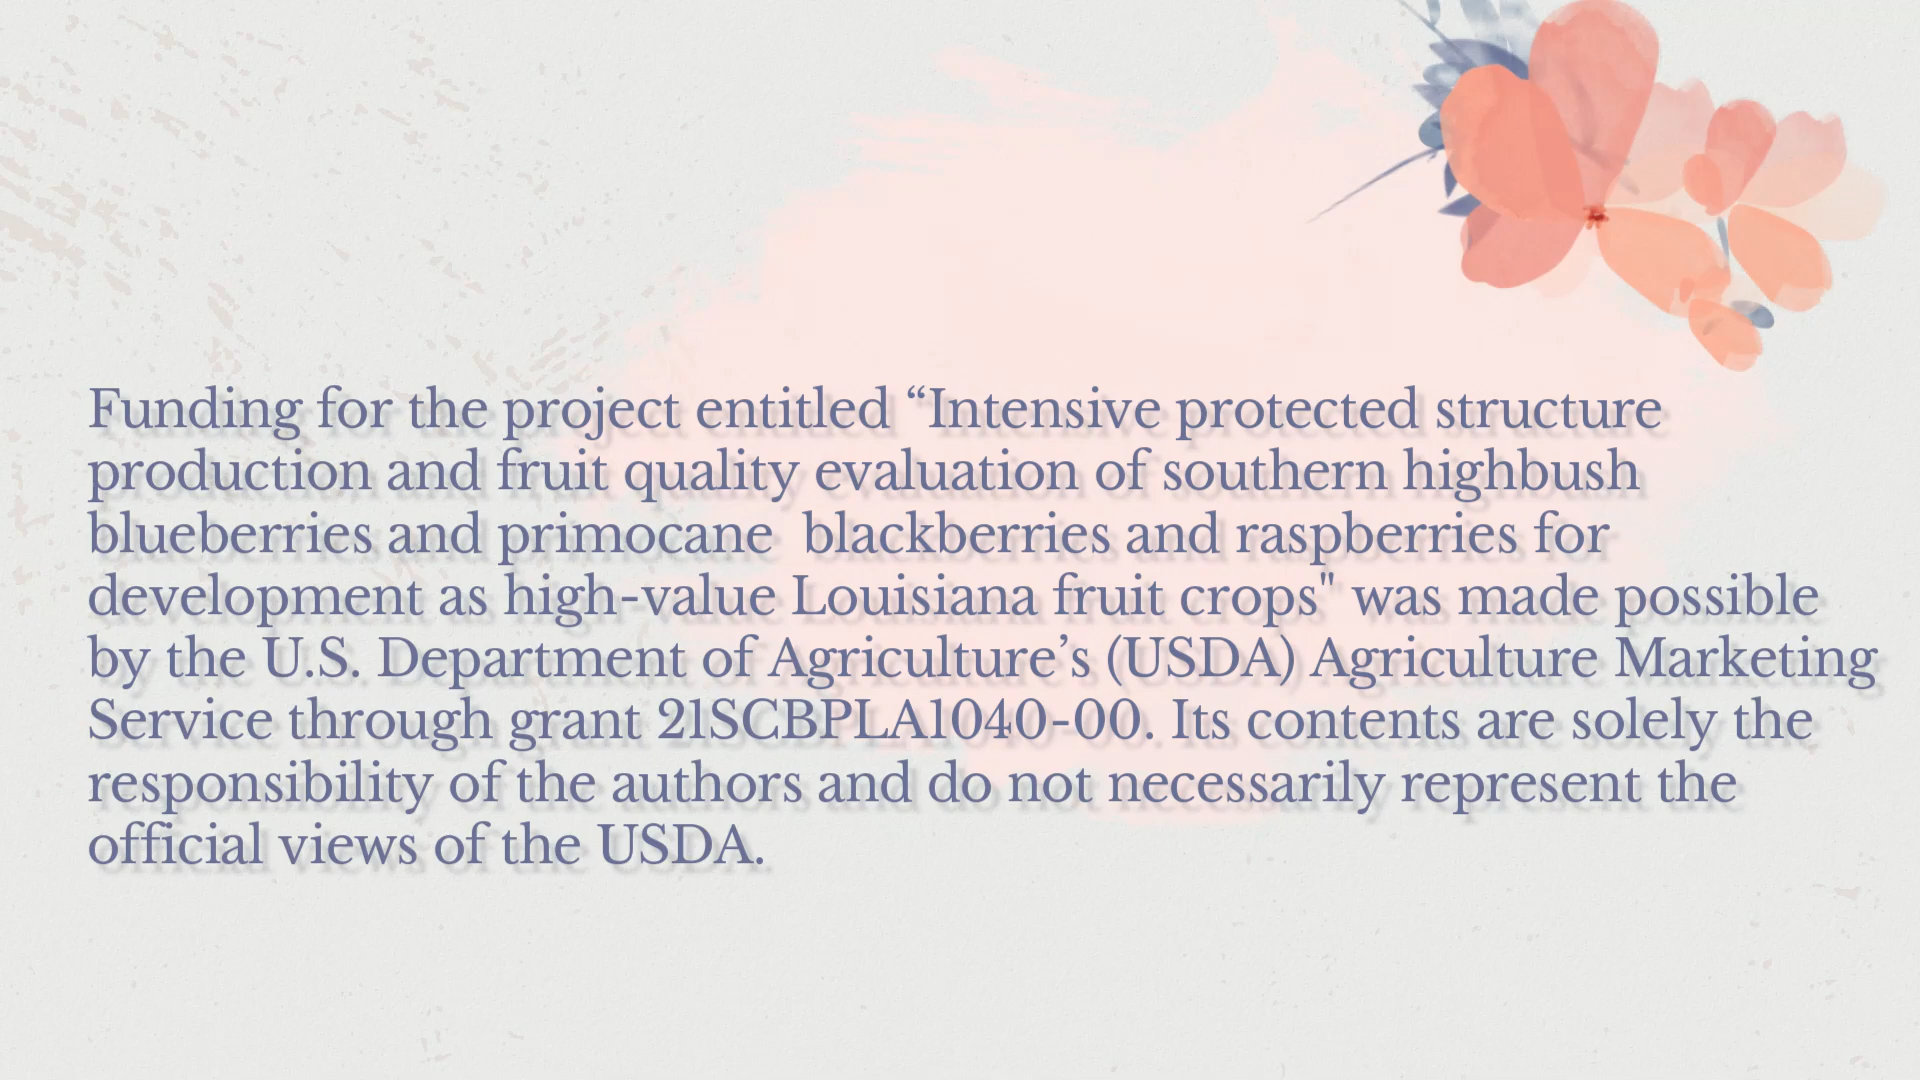 Funding for the project entitled “Intensive protected structure
production and fruit quality evaluation of southern highbush
blueberries and primocane  blackberries and raspberries for
development as high-value Louisiana fruit crops" was made possible
by the U.S. Department of Agriculture’s (USDA) Agriculture Marketing
Service through grant 21SCBPLA1040-00. Its contents are solely the
responsibility of the authors and do not necessarily represent the
official views of the USDA.